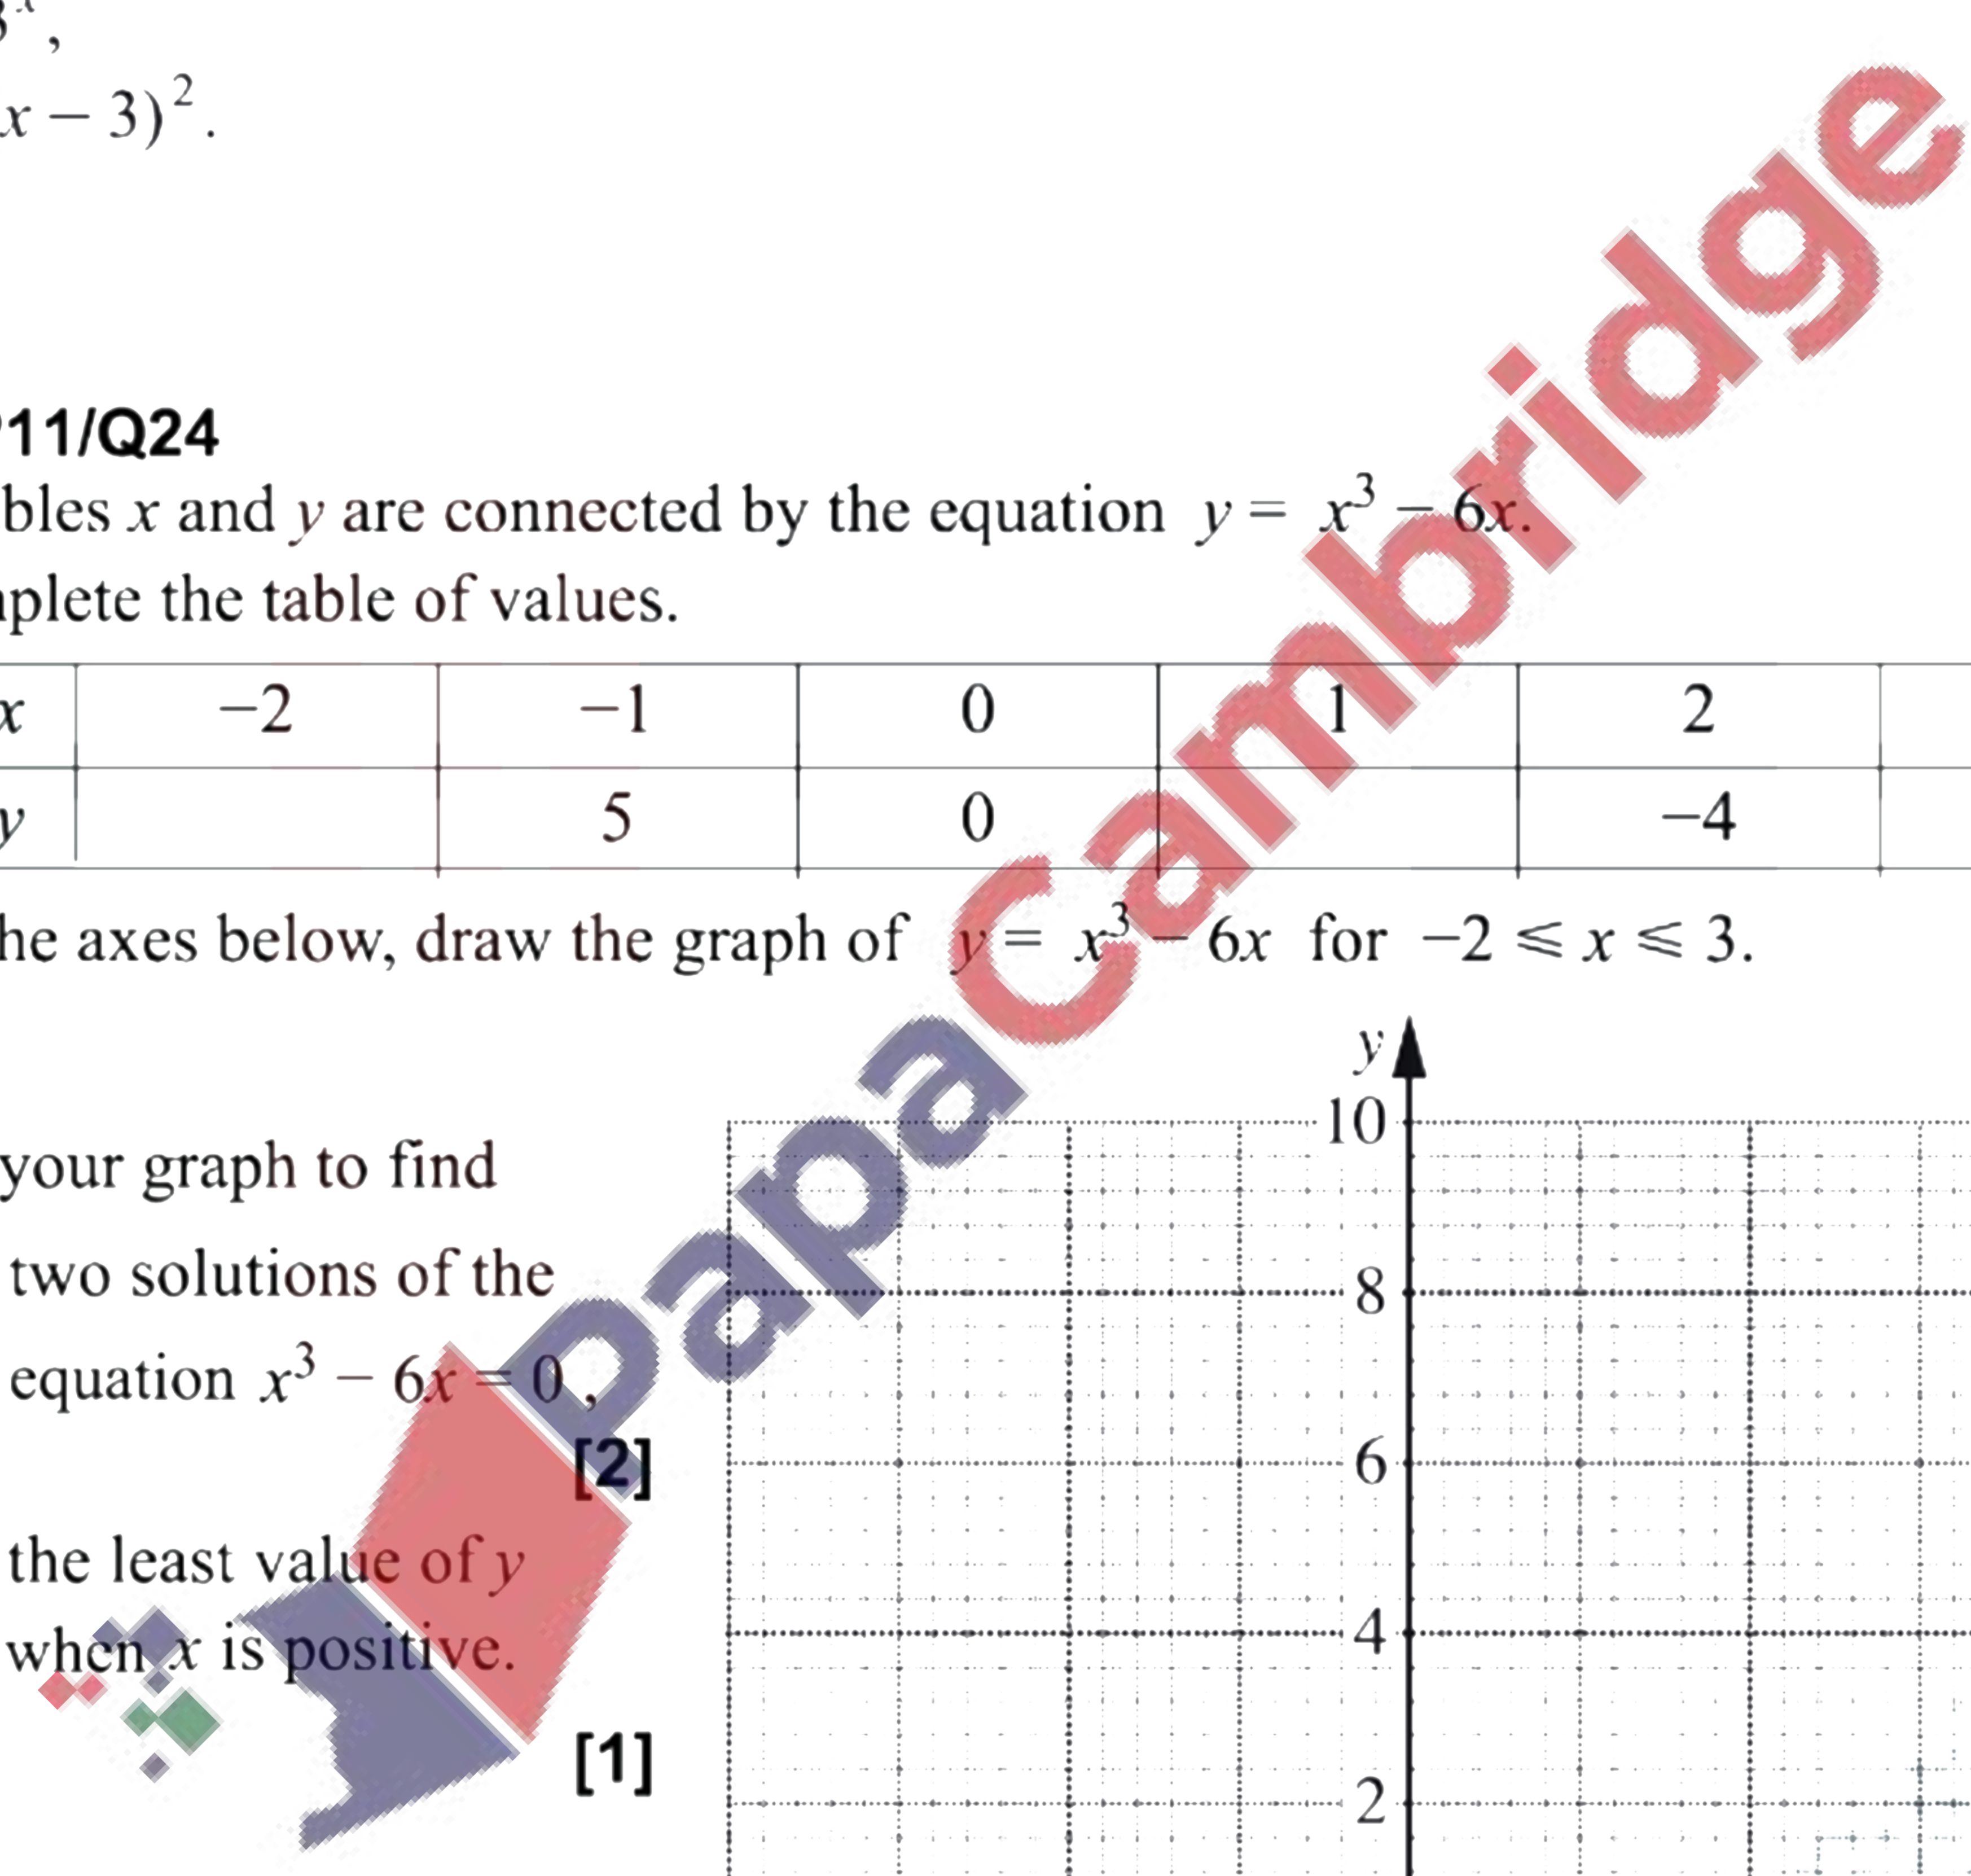 x − 3)².
11/Q24
bles x and y are connected by the equation y = x³ − 6x.
plete the table of values.
x −2 −1 0 1 2
y 5 0 −4
he axes below, draw the graph of y = x³ − 6x for −2 ⩽ x ⩽ 3.
y
10
your graph to find
two solutions of the
8
equation x³ − 6x = 0 ,
[2]
6
the least value of y
4
when x is positive.
[1]
2
PapaCambridge